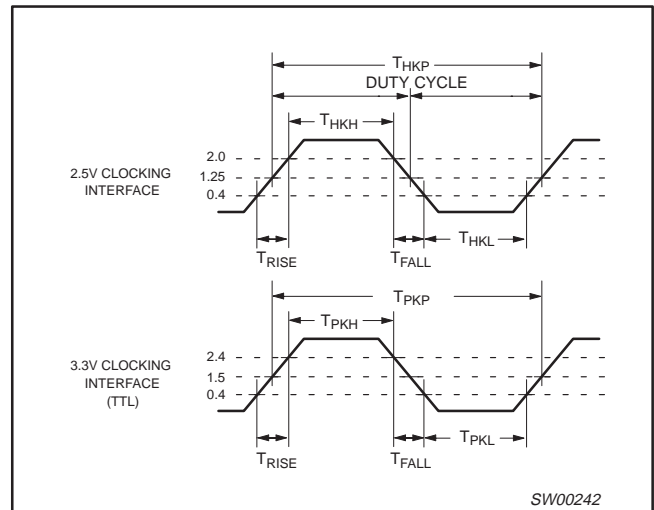 THKP
DUTY CYCLE
THKH
2.5V CLOCKING
INTERFACE
2.0
1.25
0.4
THKL
TRISE
TFALL
TPKP
TPKH
3.3V CLOCKING
INTERFACE
(TTL)
2.4
1.5
0.4
TPKL
TRISE
TFALL
SW00242